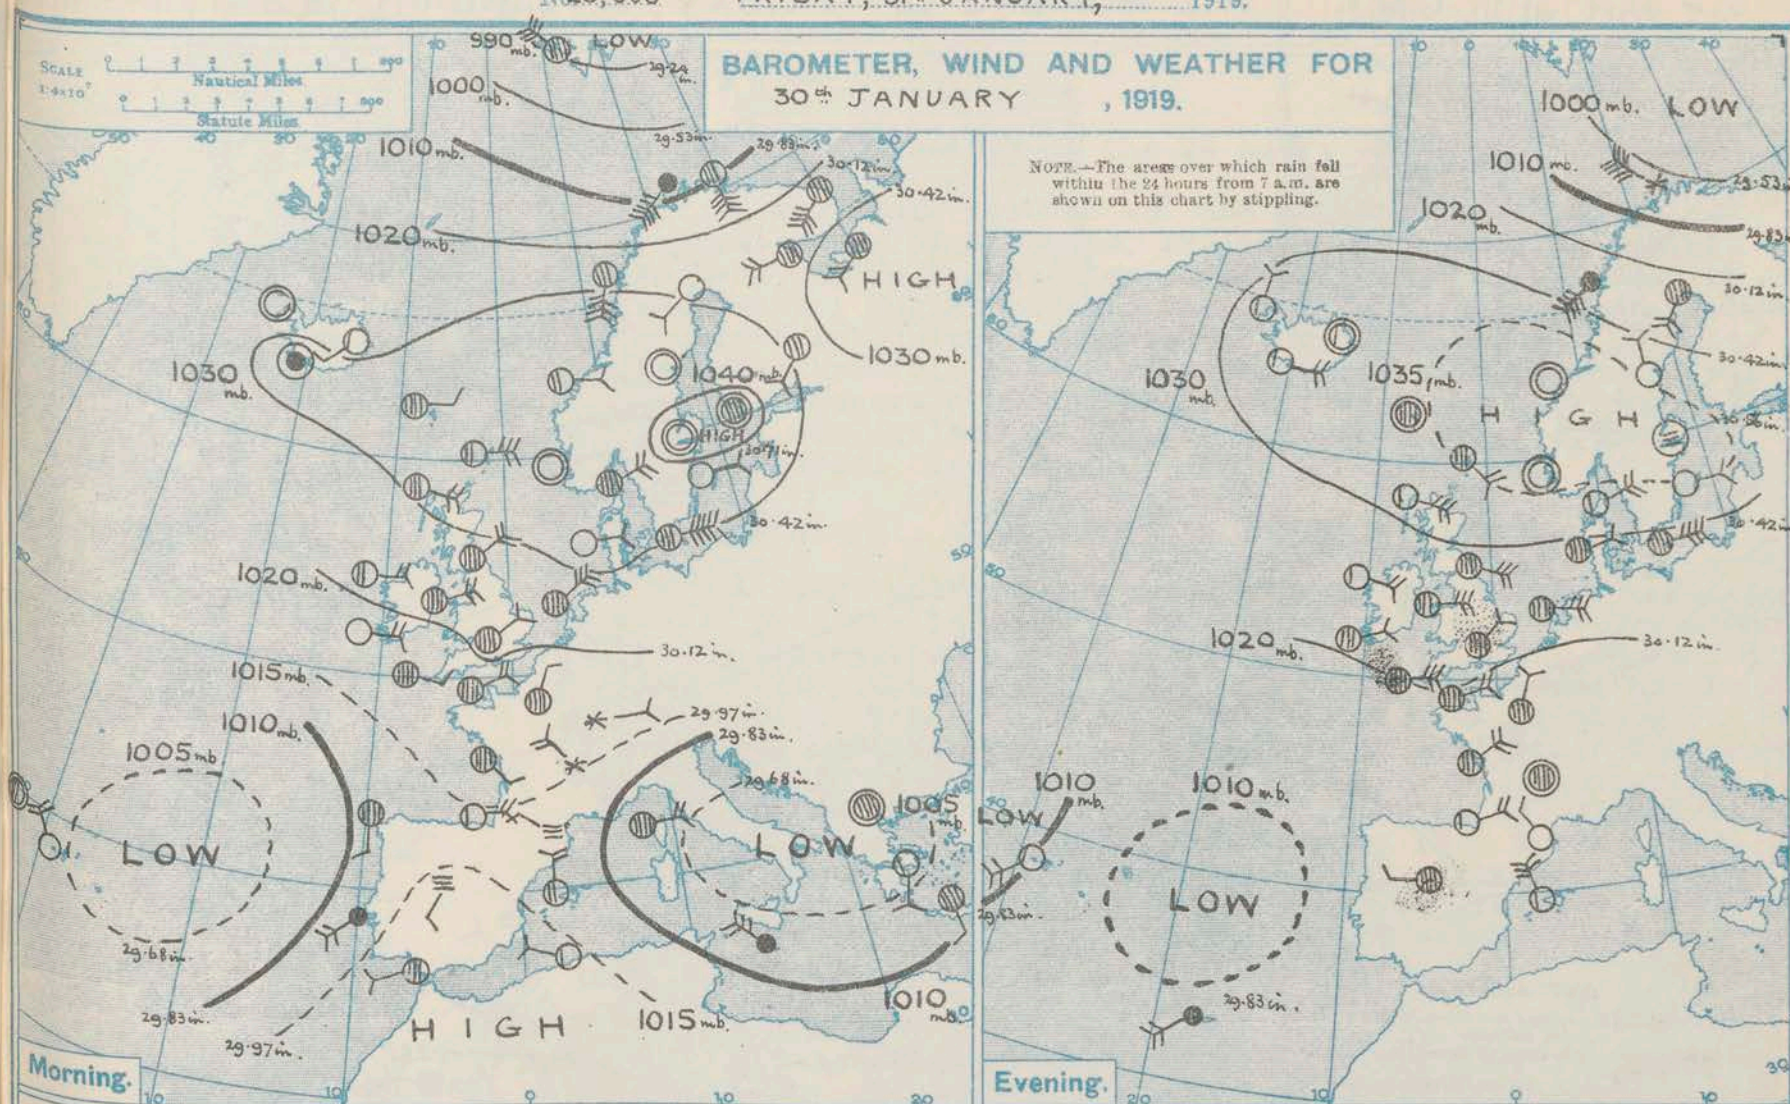 FRIDAY, 31st JANUARY, 1919.
SCALE
Nautical Miles
Statute Miles
BAROMETER, WIND AND WEATHER FOR
30th JANUARY , 1919.
NOTE.—The areas over which rain fell
within the 24 hours from 7 a.m. are
shown on this chart by stippling.
990 mb.
LOW
29.24 in.
1000 mb.
29.53 in.
1010 mb.
29.83 in.
30.12 in.
30.42 in.
1020 mb.
HIGH
1030 mb.
1030 mb.
1040 mb.
HIGH
30.71 in.
30.42 in.
1020 mb.
30.12 in.
1015 mb.
29.97 in.
1010 mb.
29.83 in.
1005 mb
29.68 in.
1005 mb.
LOW
LOW
29.68 in.
29.83 in.
29.97 in.
HIGH
1015 mb.
1010 mb.
Morning.
1000 mb. LOW
1010 m.
29.53 in.
1020 mb.
29.83
30.12 in.
1030 mb.
1035 mb.
30.42 in.
HIGH
30.56 in.
30.42 in
1020 mb.
30.12 in.
LOW
1010 mb.
1010 mb.
LOW
29.83 in.
29.83 in.
Evening.